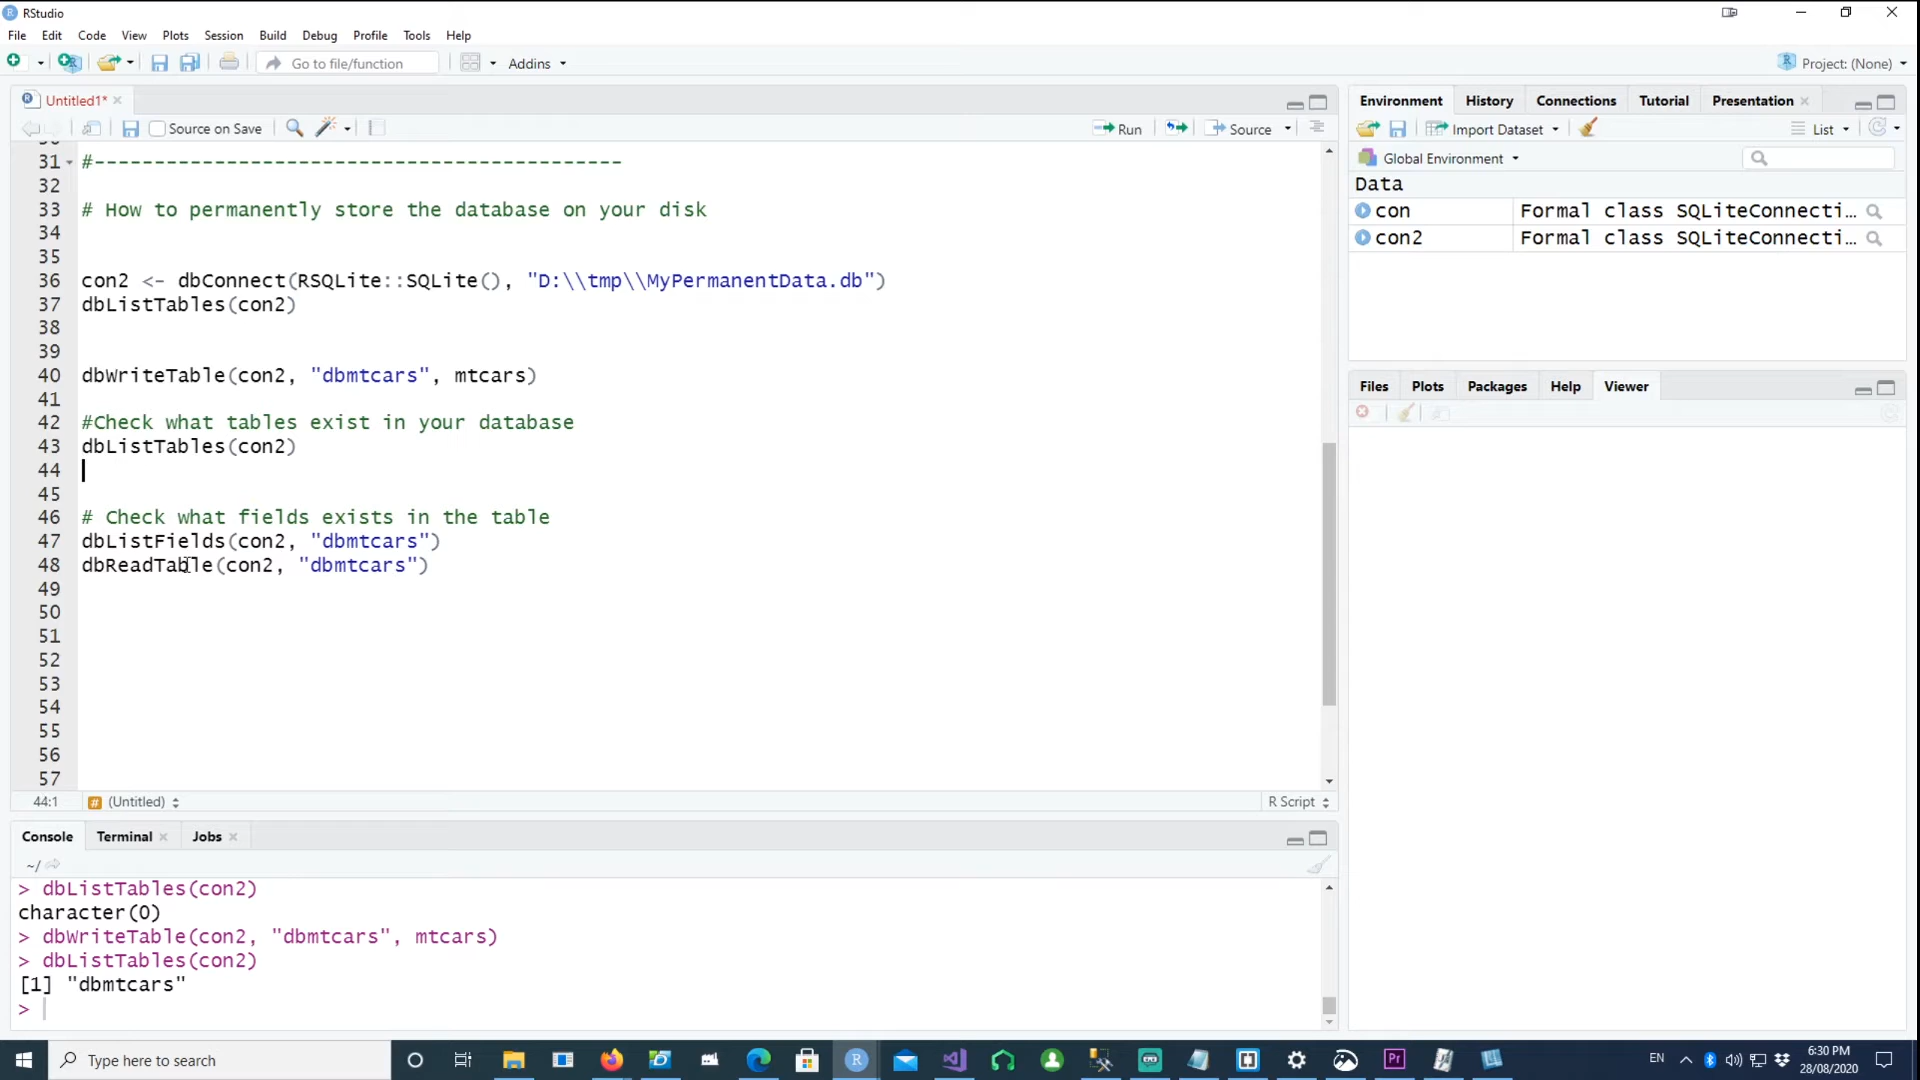 RStudio
File Edit Code View Plots Session Build Debug Profile Tools Help
Go to file/function Addins Project: (None)
Untitled1*
Source on Save Run Source
31 #--------------------------------------------
32
33 # How to permanently store the database on your disk
34
35
36 con2 <- dbConnect(RSQLite::SQLite(), "D:\\tmp\\MyPermanentData.db")
37 dbListTables(con2)
38
39
40 dbWriteTable(con2, "dbmtcars", mtcars)
41
42 #Check what tables exist in your database
43 dbListTables(con2)
44
45
46 # Check what fields exists in the table
47 dbListFields(con2, "dbmtcars")
48 dbReadTable(con2, "dbmtcars")
49
50
51
52
53
54
55
56
57
44:1 # (Untitled) R Script
Console Terminal Jobs
~/
> dbListTables(con2)
character(0)
> dbWriteTable(con2, "dbmtcars", mtcars)
> dbListTables(con2)
[1] "dbmtcars"
>
Environment History Connections Tutorial Presentation
Import Dataset List
Global Environment
Data
con Formal class SQLiteConnecti…
con2 Formal class SQLiteConnecti…
Files Plots Packages Help Viewer
Type here to search
EN
6:30 PM
28/08/2020